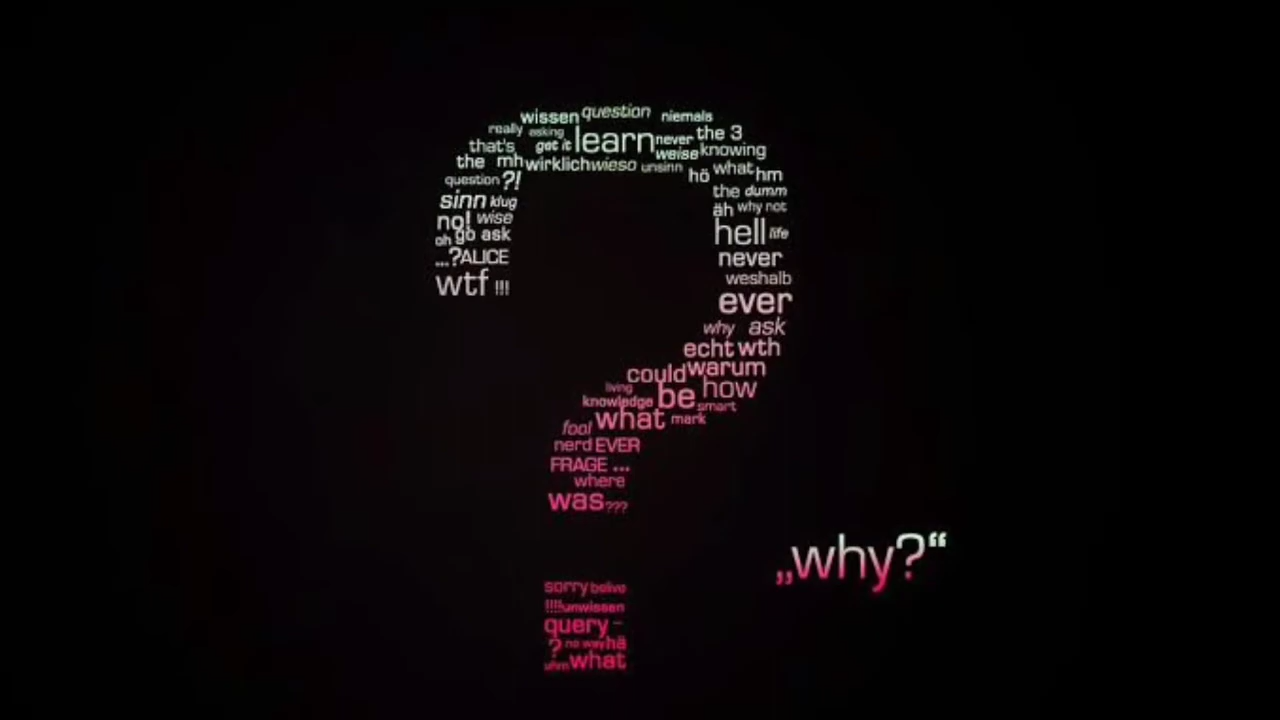 wissen question niemals
really asking get it learn never the 3
that's weise knowing
the mh wirklich wieso unsinn hö what hm
question ?! the dumm
sinn klug äh why not
no! wise hell life
oh go ask never
...?ALICE weshalb
wtf !!! ever
why ask
echt wth
could warum
living be how
knowledge smart
what mark
fool
nerd EVER
FRAGE ...
where
was ???
„why?“
sorry belive
!!!! unwissen
query -
? no way hä
uhm what